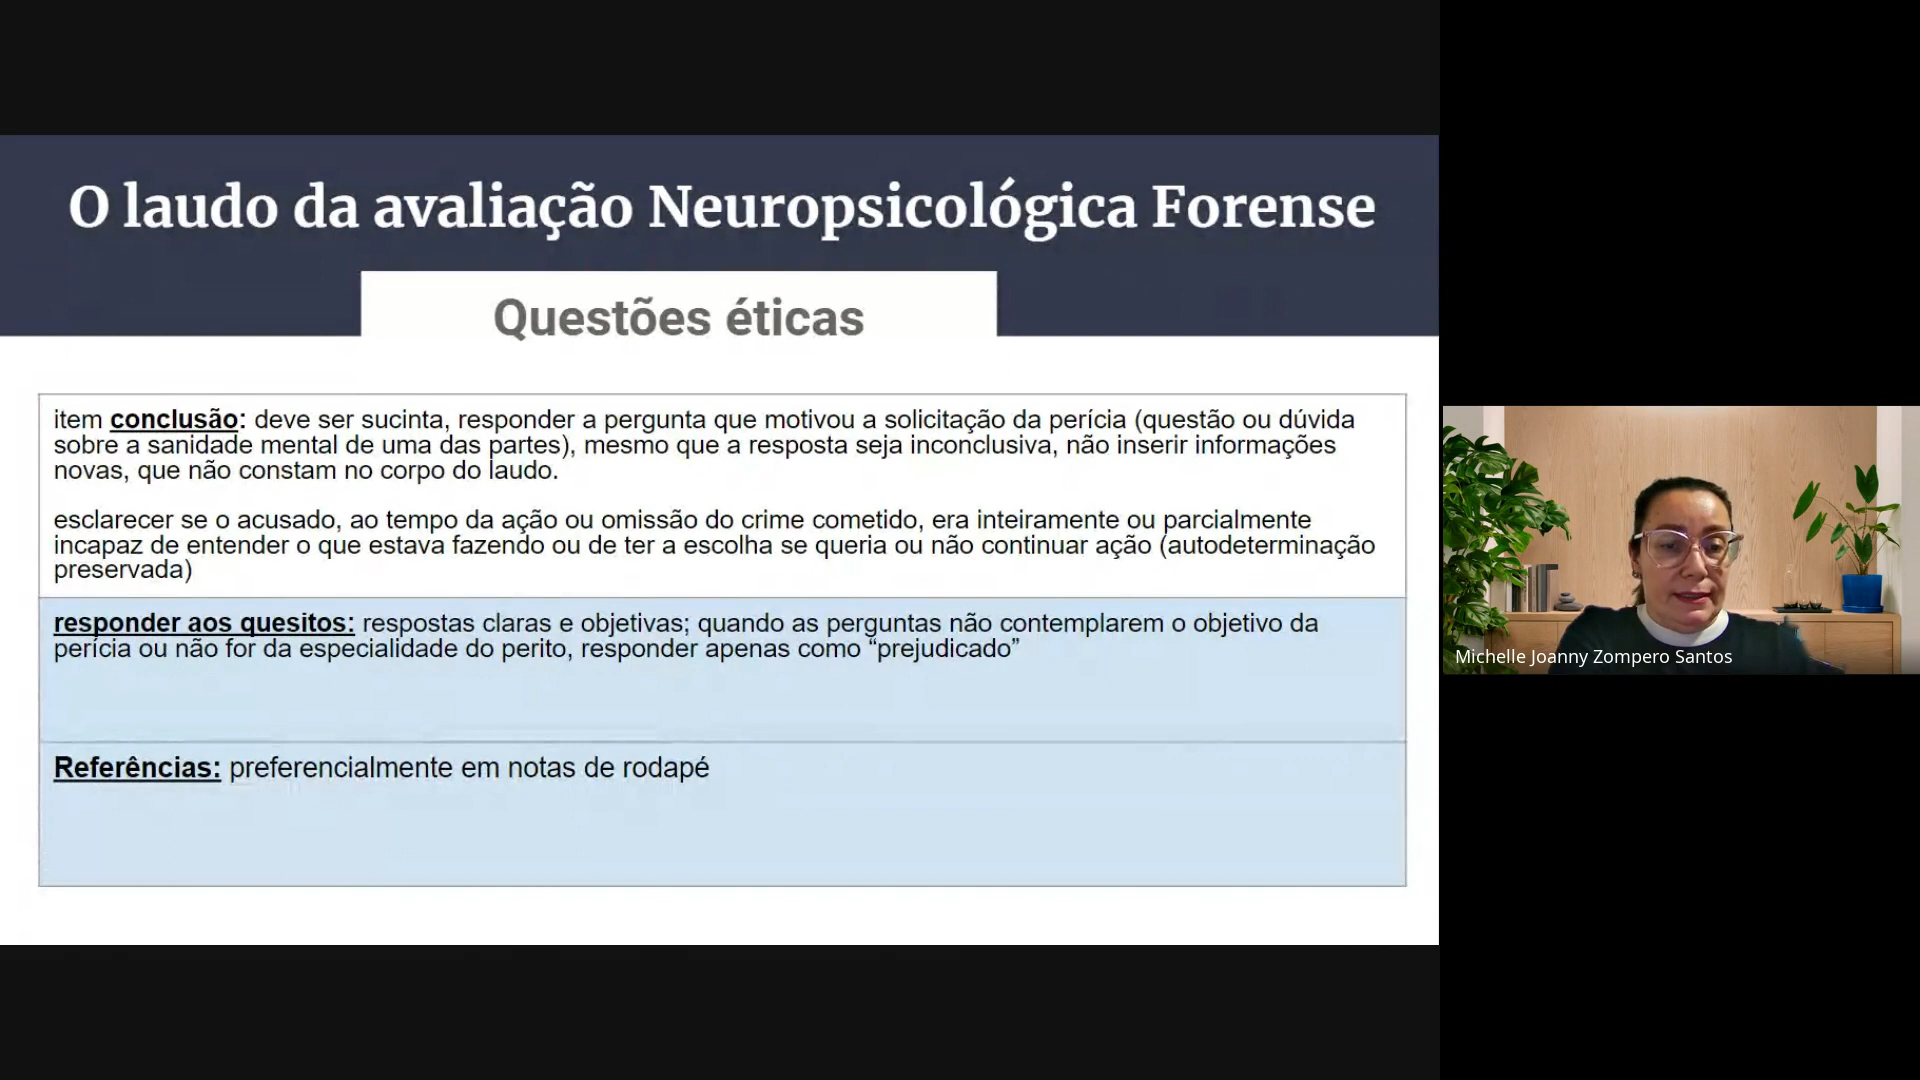 O laudo da avaliação Neuropsicológica Forense
Questões éticas
item conclusão: deve ser sucinta, responder a pergunta que motivou a solicitação da perícia (questão ou dúvida
sobre a sanidade mental de uma das partes), mesmo que a resposta seja inconclusiva, não inserir informações
novas, que não constam no corpo do laudo.
esclarecer se o acusado, ao tempo da ação ou omissão do crime cometido, era inteiramente ou parcialmente
incapaz de entender o que estava fazendo ou de ter a escolha se queria ou não continuar ação (autodeterminação
preservada)
responder aos quesitos: respostas claras e objetivas; quando as perguntas não contemplarem o objetivo da
perícia ou não for da especialidade do perito, responder apenas como “prejudicado”
Referências: preferencialmente em notas de rodapé
Michelle Joanny Zompero Santos